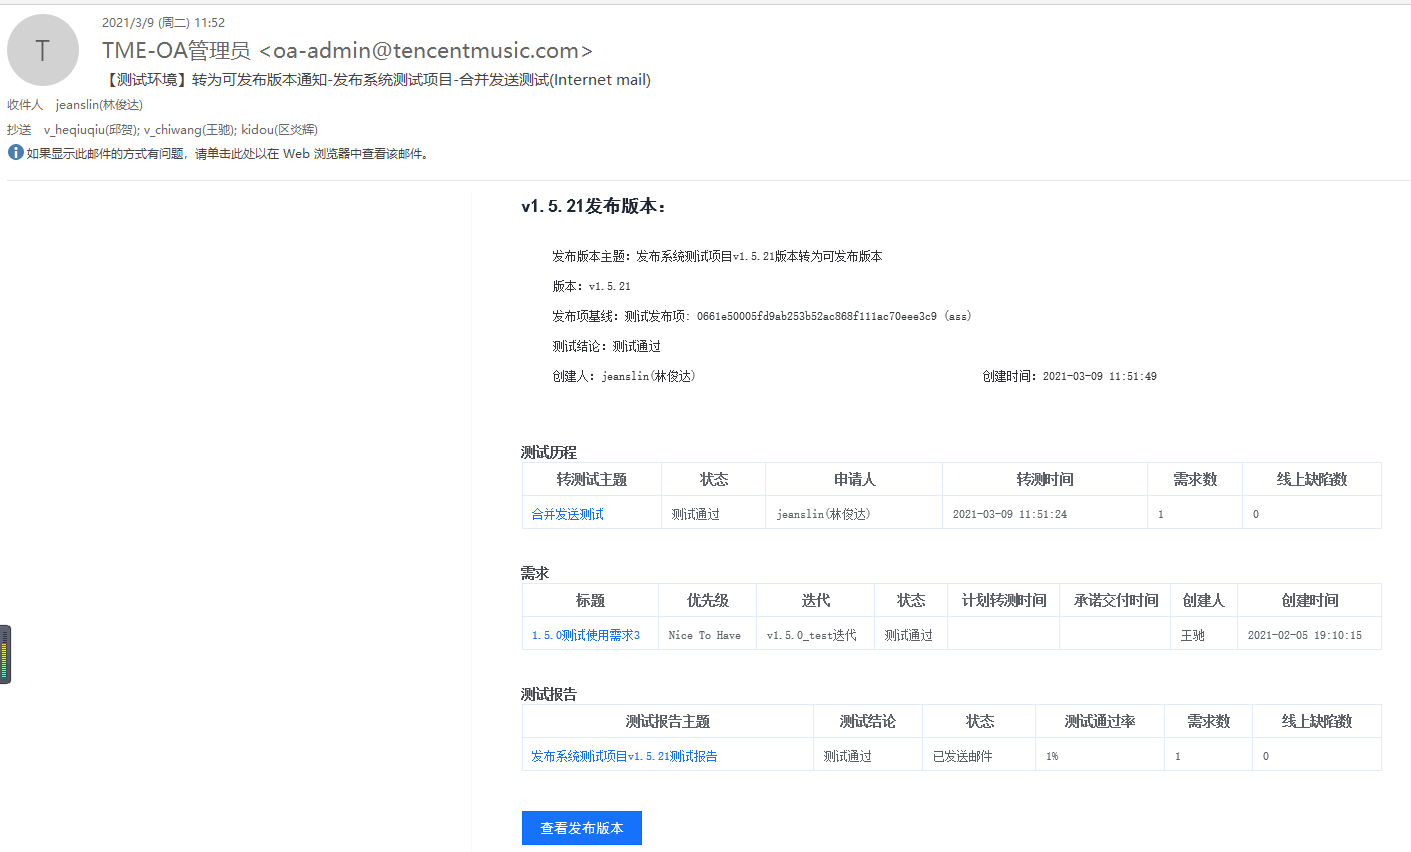 2021/3/9 (周二) 11:52
T
TME-OA管理员 <oa-admin@tencentmusic.com>
【测试环境】转为可发布版本通知-发布系统测试项目-合并发送测试(Internet mail)
收件人 jeanslin(林俊达)
抄送 v_heqiuqiu(邱贺); v_chiwang(王驰); kidou(区炎辉)
如果显示此邮件的方式有问题，请单击此处以在 Web 浏览器中查看该邮件。
v1.5.21发布版本：
发布版本主题：发布系统测试项目v1.5.21版本转为可发布版本
版本：v1.5.21
发布项基线：测试发布项: 0661e50005fd9ab253b52ac868f111ac70eee3c9 (ass)
测试结论：测试通过
创建人：jeanslin(林俊达) 创建时间：2021-03-09 11:51:49
测试历程
转测试主题 状态 申请人 转测时间 需求数 线上缺陷数
合并发送测试 测试通过 jeanslin(林俊达) 2021-03-09 11:51:24 1 0
需求
标题 优先级 迭代 状态 计划转测时间 承诺交付时间 创建人 创建时间
1.5.0测试使用需求3 Nice To Have v1.5.0_test迭代 测试通过 王驰 2021-02-05 19:10:15
测试报告
测试报告主题 测试结论 状态 测试通过率 需求数 线上缺陷数
发布系统测试项目v1.5.21测试报告 测试通过 已发送邮件 1% 1 0
查看发布版本